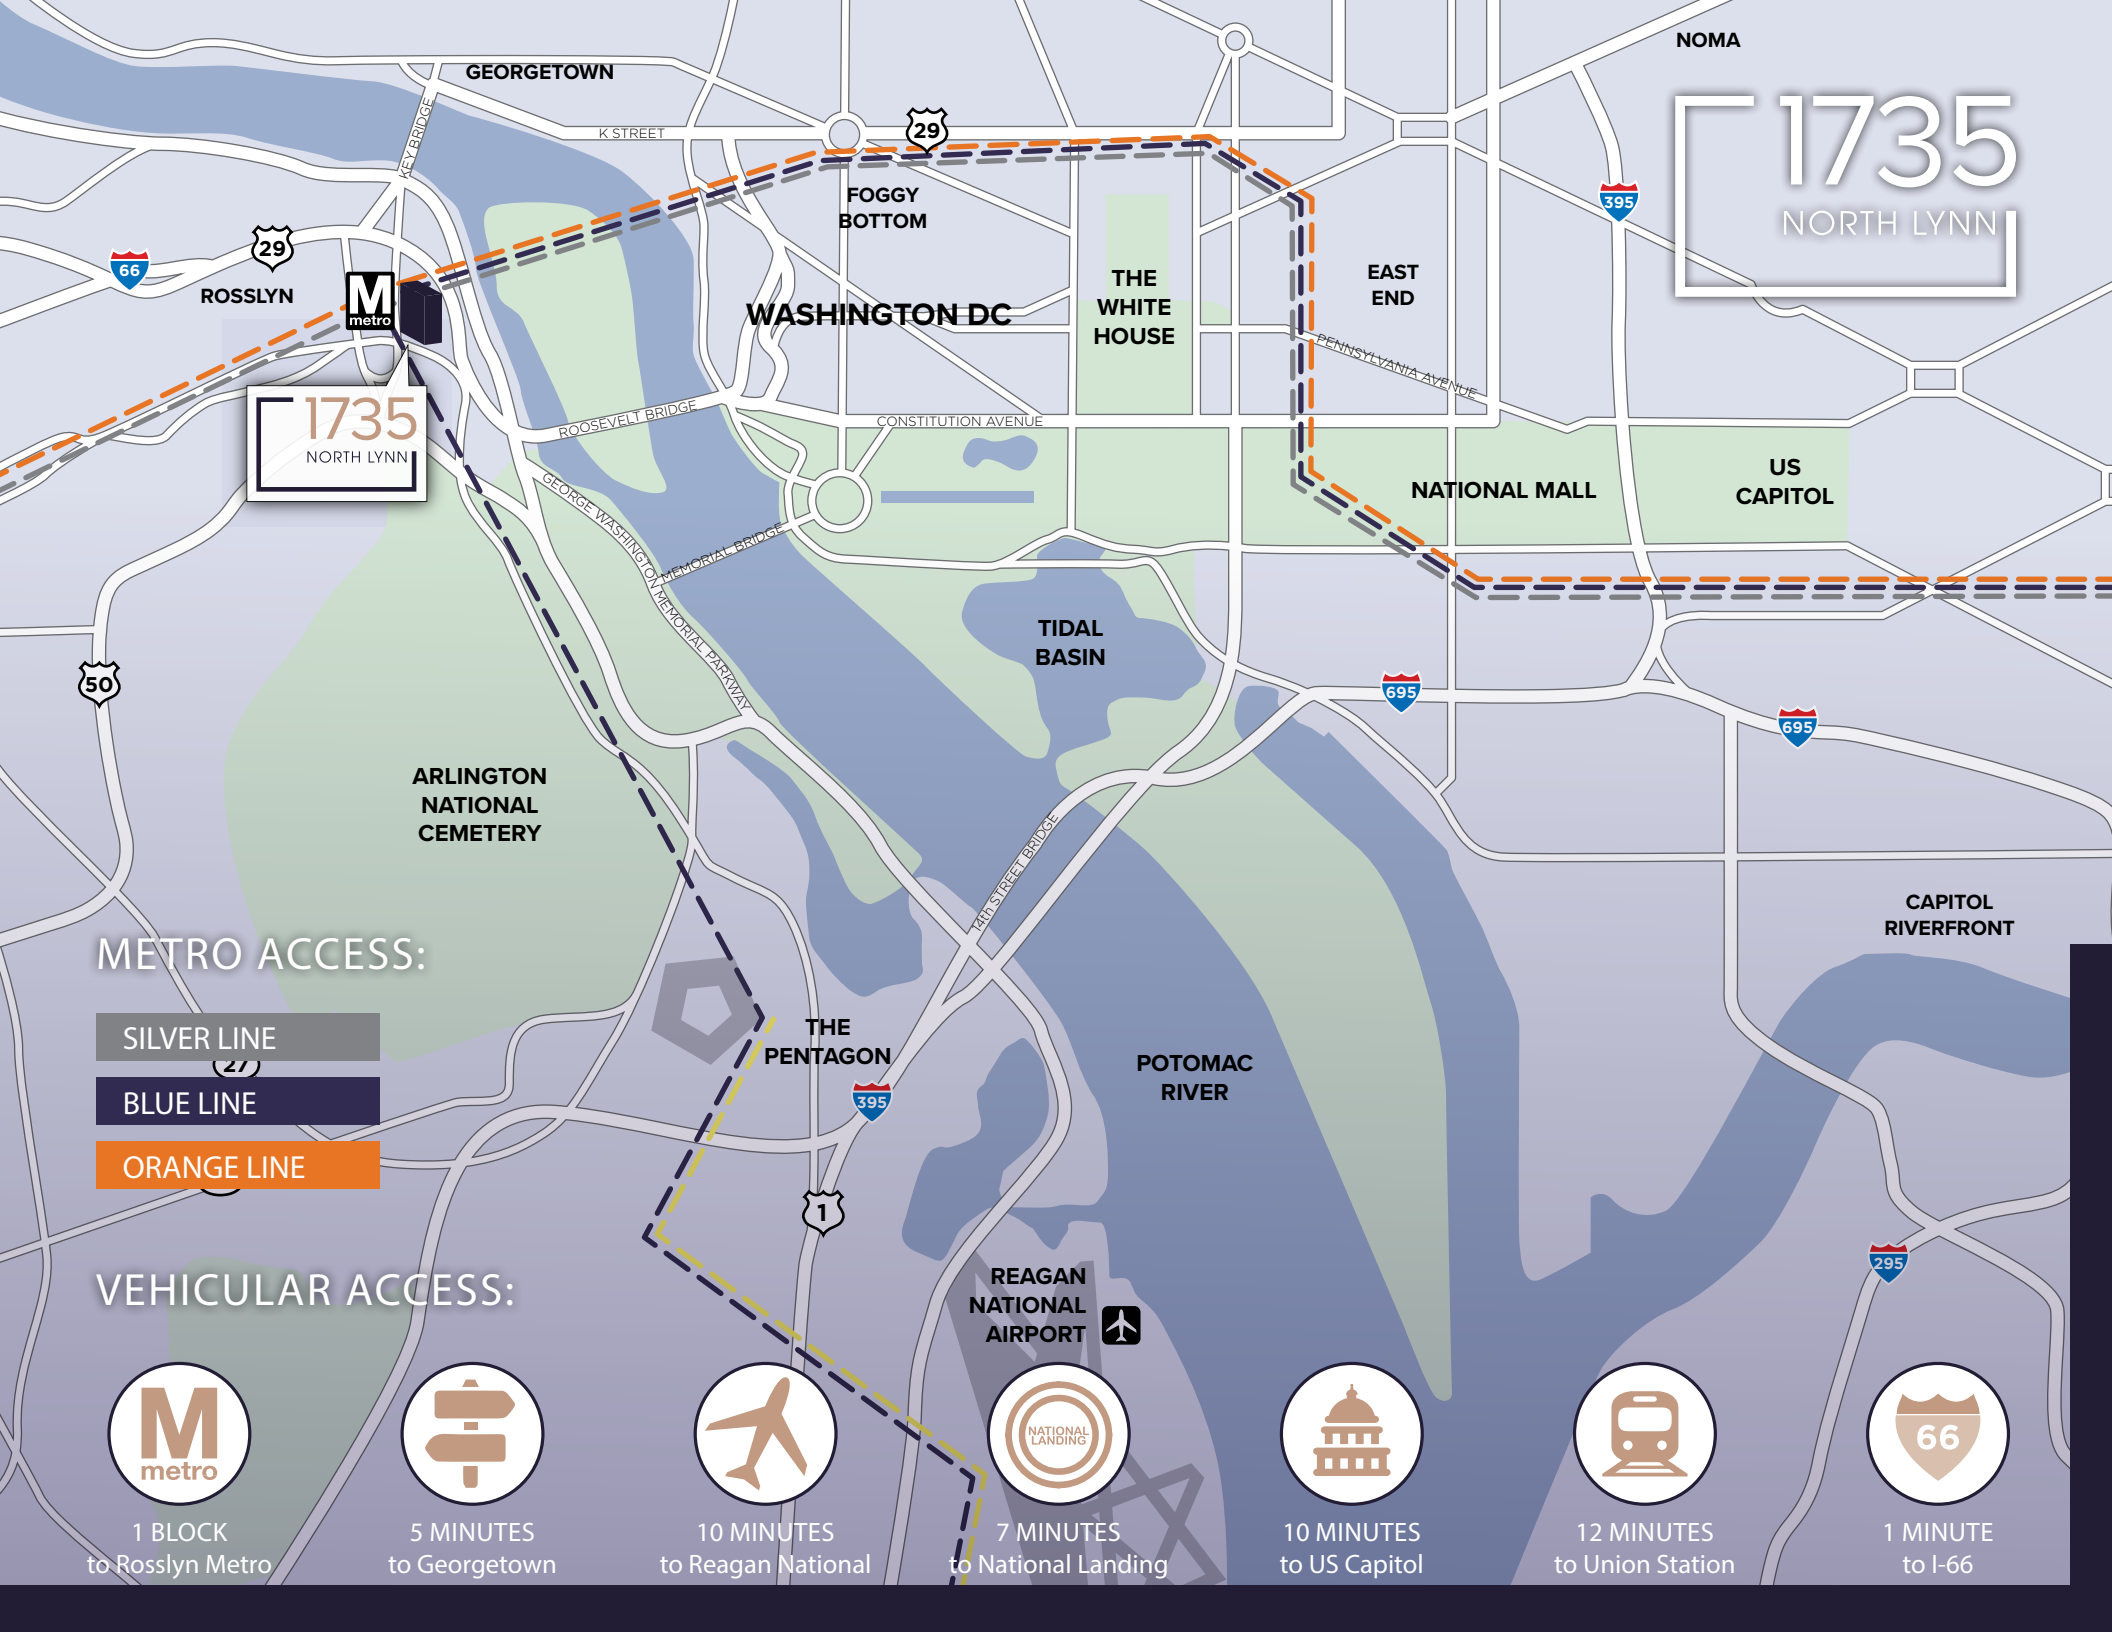 NOMA
GEORGETOWN
K STREET
KEY BRIDGE
29
1735
NORTH LYNN
395
FOGGY
BOTTOM
29
66
ROSSLYN
M
metro
WASHINGTON DC
THE
WHITE
HOUSE
EAST
END
PENNSYLVANIA AVENUE
1735
NORTH LYNN
ROOSEVELT BRIDGE
CONSTITUTION AVENUE
NATIONAL MALL
US
CAPITOL
GEORGE WASHINGTON MEMORIAL PARKWAY
MEMORIAL BRIDGE
TIDAL
BASIN
50
695
695
ARLINGTON
NATIONAL
CEMETERY
14th STREET BRIDGE
CAPITOL
RIVERFRONT
METRO ACCESS:
SILVER LINE
27
BLUE LINE
ORANGE LINE
THE
PENTAGON
395
POTOMAC
RIVER
1
295
REAGAN
NATIONAL
AIRPORT
VEHICULAR ACCESS:
M
metro
NATIONAL
LANDING
66
1 BLOCK
to Rosslyn Metro
5 MINUTES
to Georgetown
10 MINUTES
to Reagan National
7 MINUTES
to National Landing
10 MINUTES
to US Capitol
12 MINUTES
to Union Station
1 MINUTE
to I-66